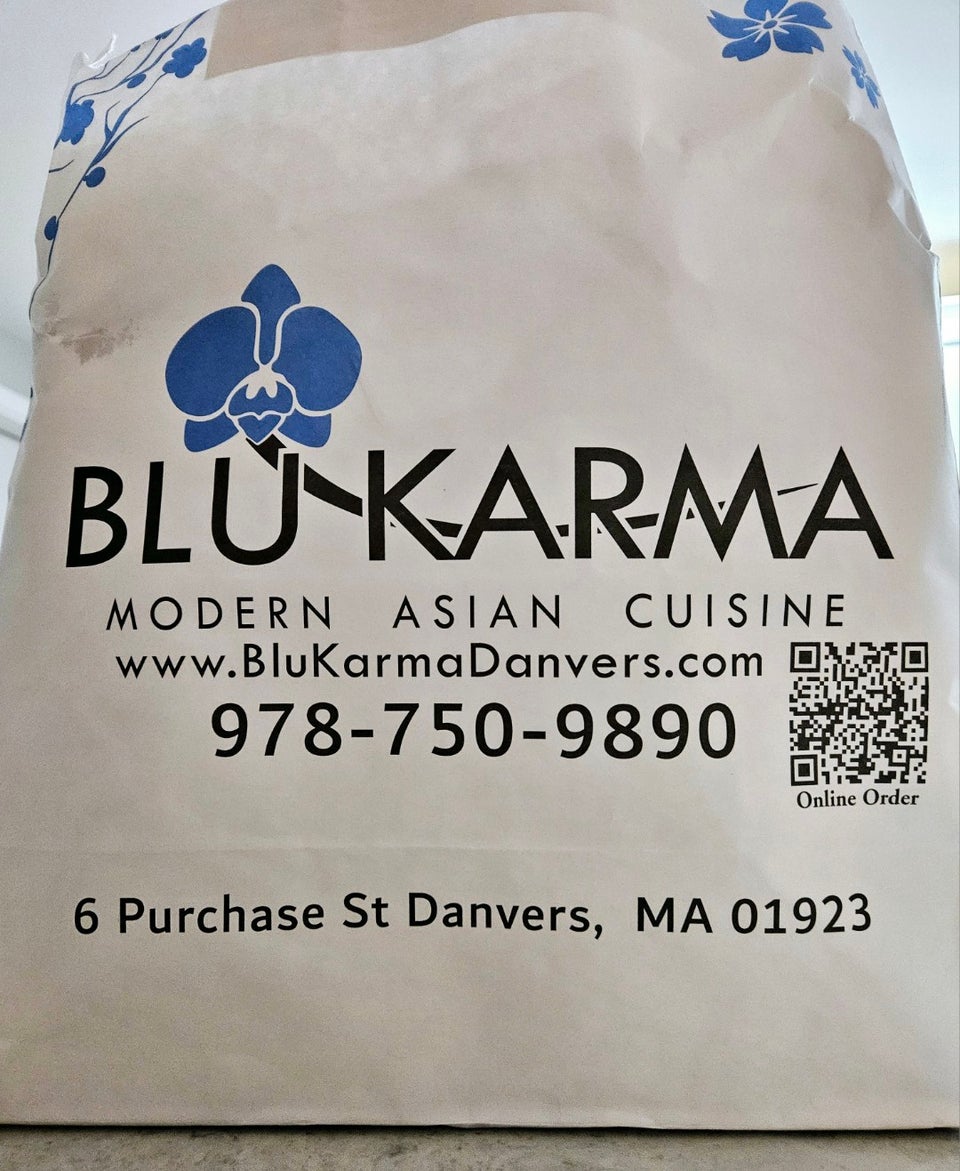 BLU KARMA
MODERN ASIAN CUISINE
www.BluKarmaDanvers.com
978-750-9890
Online Order
6 Purchase St Danvers, MA 01923